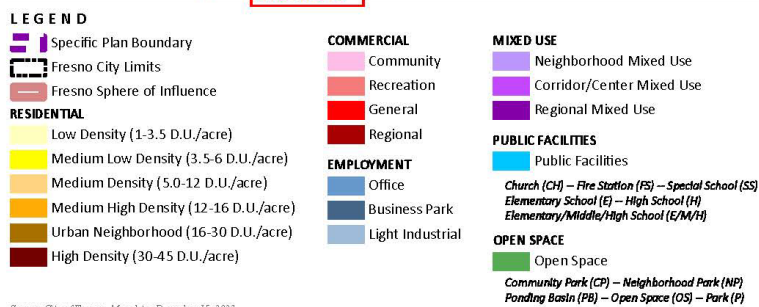 LEGEND
Specific Plan Boundary
Fresno City Limits
Fresno Sphere of Influence
RESIDENTIAL
Low Density (1-3.5 D.U./acre)
Medium Low Density (3.5-6 D.U./acre)
Medium Density (5.0-12 D.U./acre)
Medium High Density (12-16 D.U./acre)
Urban Neighborhood (16-30 D.U./acre)
High Density (30-45 D.U./acre)
COMMERCIAL
Community
Recreation
General
Regional
EMPLOYMENT
Office
Business Park
Light Industrial
MIXED USE
Neighborhood Mixed Use
Corridor/Center Mixed Use
Regional Mixed Use
PUBLIC FACILITIES
Public Facilities
Church (CH) -- Fire Station (FS) -- Special School (SS)
Elementary School (E) -- High School (H)
Elementary/Middle/High School (E/M/H)
OPEN SPACE
Open Space
Community Park (CP) -- Neighborhood Park (NP)
Ponding Basin (PB) -- Open Space (OS) -- Park (P)